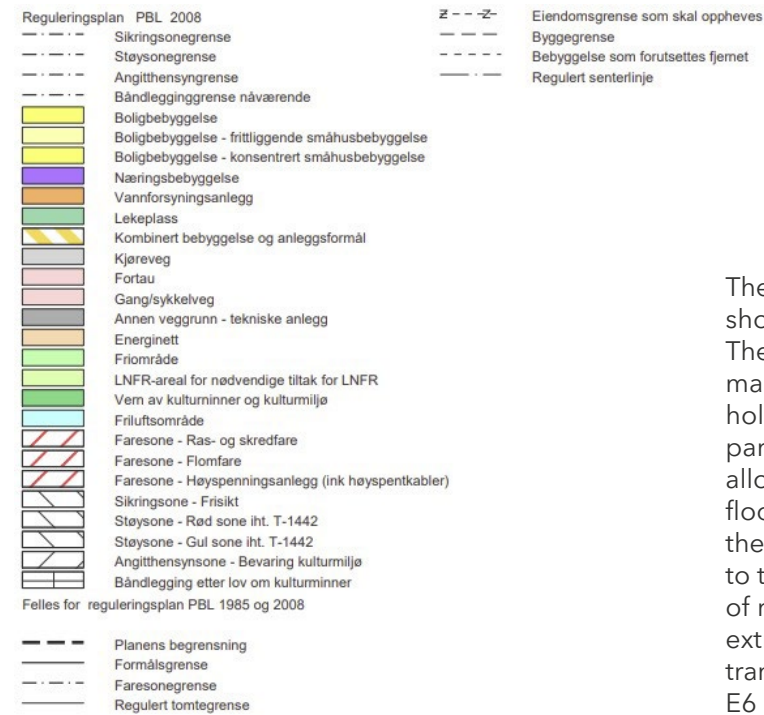 Reguleringsplan PBL 2008
Sikringsonegrense
Støysonegrense
Angitthensyngrense
Båndlegginggrense nåværende
Boligbebyggelse
Boligbebyggelse - frittliggende småhusbebyggelse
Boligbebyggelse - konsentrert småhusbebyggelse
Næringsbebyggelse
Vannforsyningsanlegg
Lekeplass
Kombinert bebyggelse og anleggsformål
Kjøreveg
Fortau
Gang/sykkelveg
Annen veggrunn - tekniske anlegg
Energinett
Friområde
LNFR-areal for nødvendige tiltak for LNFR
Vern av kulturninner og kulturmiljø
Friluftsområde
Faresone - Ras- og skredfare
Faresone - Flomfare
Faresone - Høyspenningsanlegg (ink høyspentkabler)
Sikringsone - Frisikt
Støysone - Rød sone iht. T-1442
Støysone - Gul sone iht. T-1442
Angitthensynsone - Bevaring kulturmiljø
Båndlegging etter lov om kulturminner
Felles for reguleringsplan PBL 1985 og 2008
Planens begrensning
Formålsgrense
Faresonegrense
Regulert tomtegrense
Z Z Eiendomsgrense som skal oppheves
Byggegrense
Bebyggelse som forutsettes fjernet
Regulert senterlinje
The
sho
The
ma
hol
par
allo
floo
the
to t
of r
ext
tran
E6